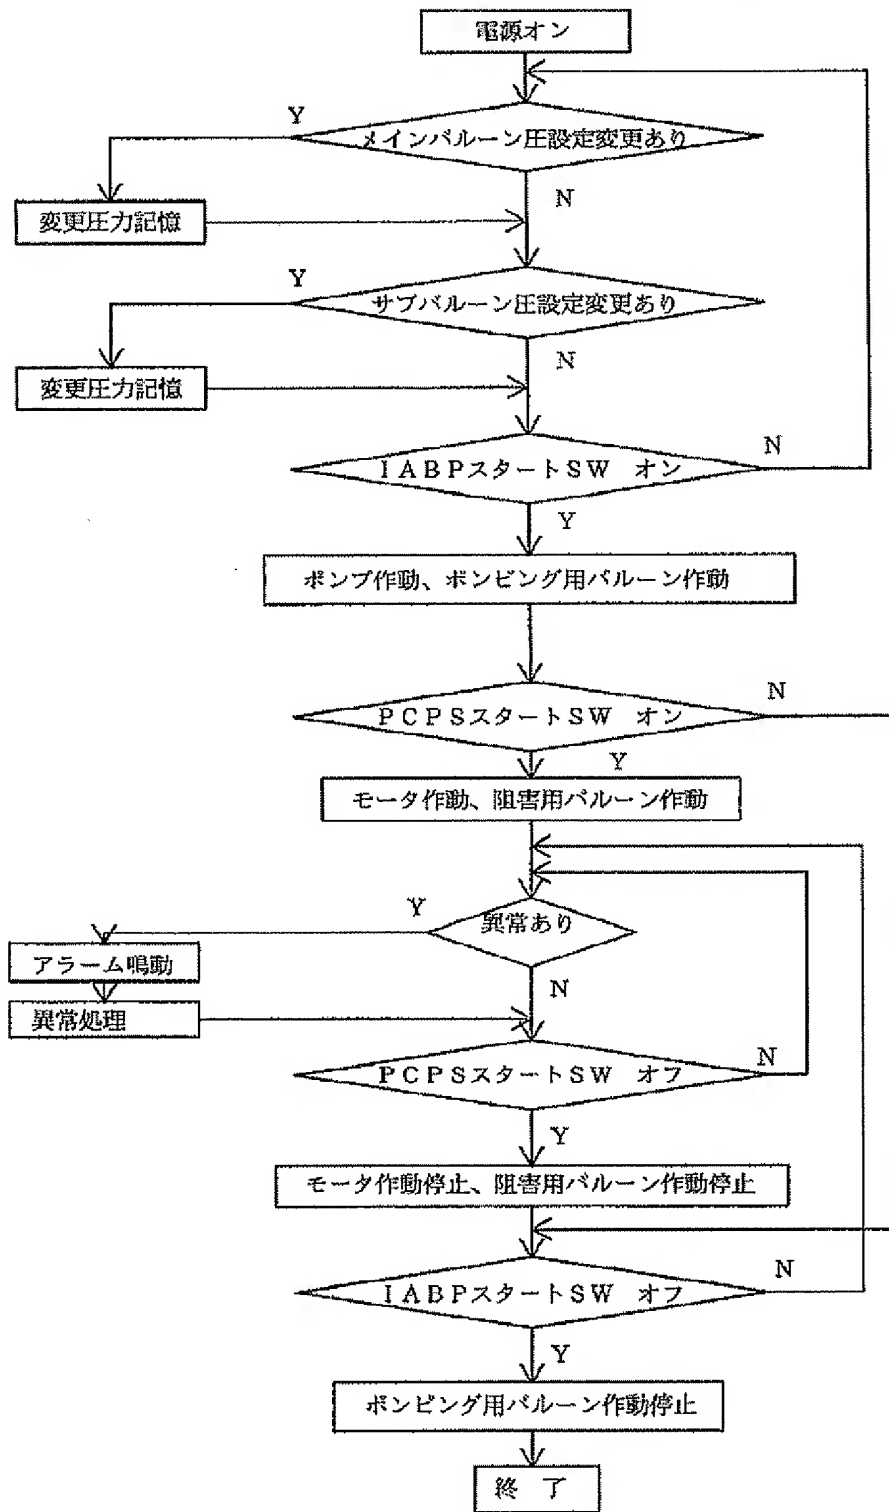 電源オン
Y
メインバルーン圧設定変更あり
N
変更圧力記憶
Y
サブバルーン圧設定変更あり
N
変更圧力記憶
IABPスタートSW オン
N
Y
ポンプ作動、ポンピング用バルーン作動
N
PCPSスタートSW オン
Y
モータ作動、阻害用バルーン作動
Y
異常あり
アラーム鳴動
N
異常処理
PCPSスタートSW オフ
N
Y
モータ作動停止、阻害用バルーン作動停止
N
IABPスタートSW オフ
Y
ポンピング用バルーン作動停止
終 了